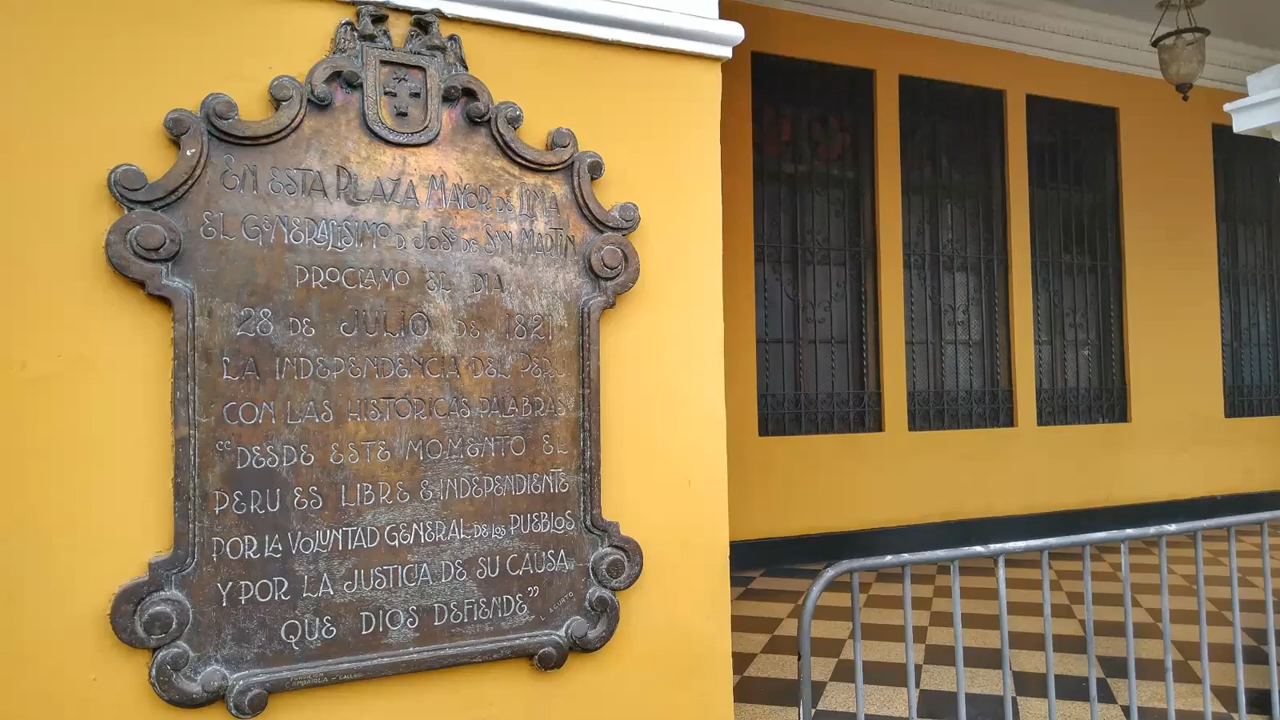 EN ESTA PLAZA MAYOR DE LIMA
EL GENERALISIMO D. JOSE DE SAN MARTIN
PROCLAMO EL DIA
28 DE JULIO DE 1821
LA INDEPENDENCIA DEL PERU
CON LAS HISTÓRICAS PALABRAS
"DESDE ESTE MOMENTO EL
PERU ES LIBRE E INDEPENDIENTE
POR LA VOLUNTAD GENERAL DE LOS PUEBLOS
Y POR LA JUSTICIA DE SU CAUSA
QUE DIOS DEFIENDE"